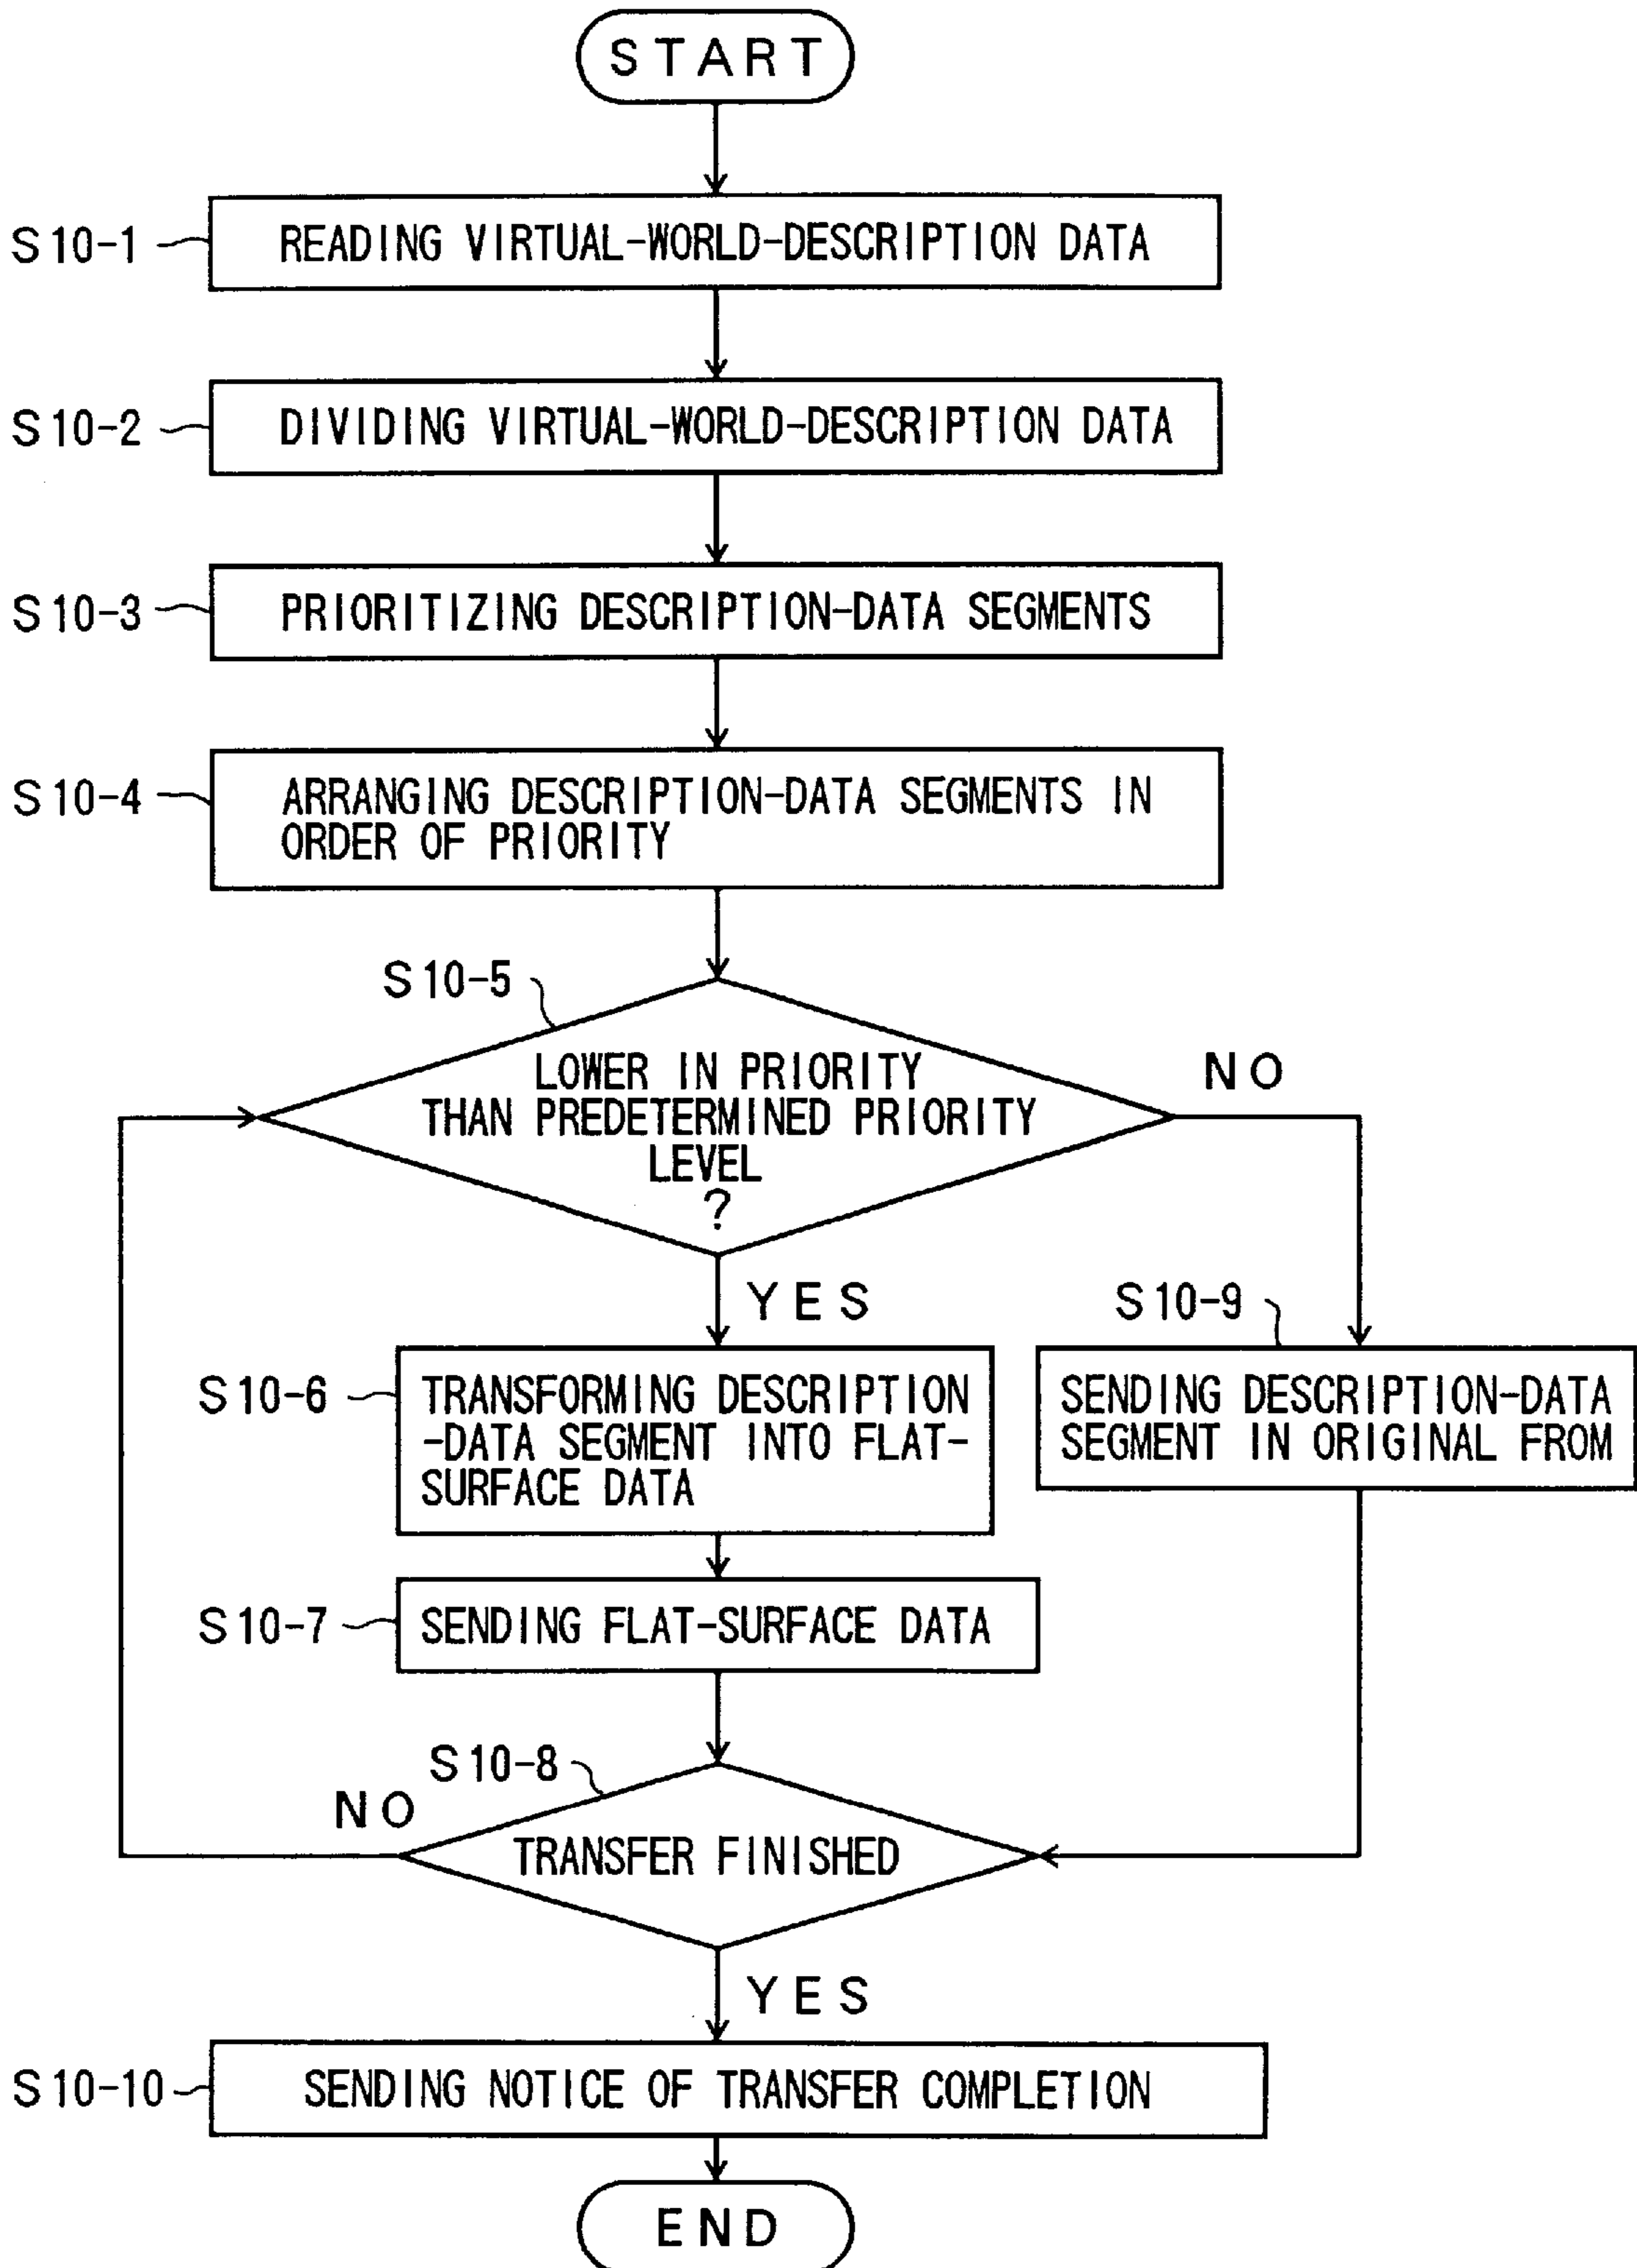 START
S10-1
READING VIRTUAL-WORLD-DESCRIPTION DATA
S10-2
DIVIDING VIRTUAL-WORLD-DESCRIPTION DATA
S10-3
PRIORITIZING DESCRIPTION-DATA SEGMENTS
S10-4
ARRANGING DESCRIPTION-DATA SEGMENTS IN
ORDER OF PRIORITY
S10-5
LOWER IN PRIORITY
THAN PREDETERMINED PRIORITY
LEVEL
?
NO
YES
S10-9
S10-6
TRANSFORMING DESCRIPTION
-DATA SEGMENT INTO FLAT-
SURFACE DATA
SENDING DESCRIPTION-DATA
SEGMENT IN ORIGINAL FROM
S10-7
SENDING FLAT-SURFACE DATA
S10-8
NO
TRANSFER FINISHED
YES
S10-10
SENDING NOTICE OF TRANSFER COMPLETION
END